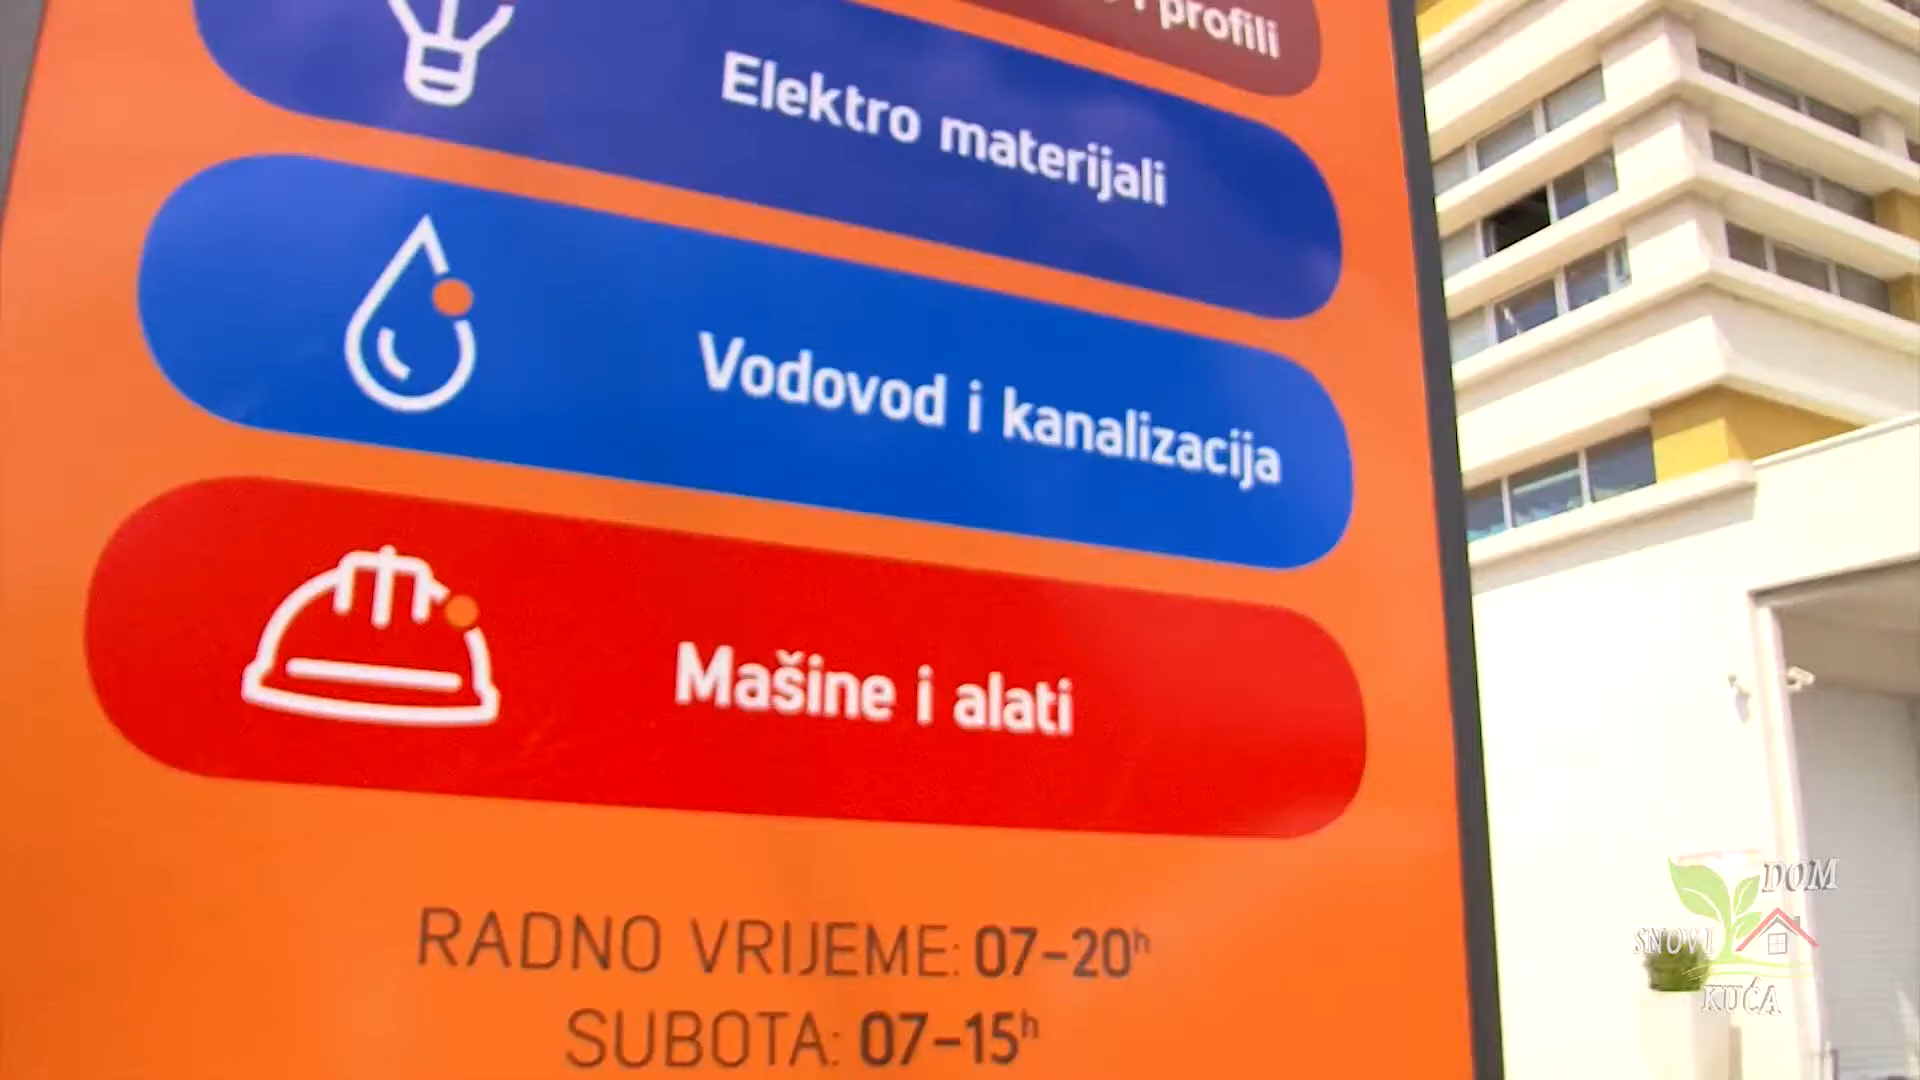 i profili
Elektro materijali
Vodovod i kanalizacija
Mašine i alati
RADNO VRIJEME: 07-20h
SUBOTA: 07-15h
DOM
SNOVI
KUĆA